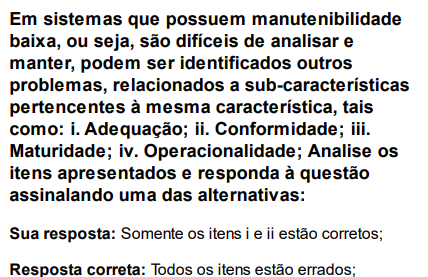 Em sistemas que possuem manutenibilidade
baixa, ou seja, são difíceis de analisar e
manter, podem ser identificados outros
problemas, relacionados a sub-características
pertencentes à mesma característica, tais
como: i. Adequação; ii. Conformidade; iii.
Maturidade; iv. Operacionalidade; Analise os
itens apresentados e responda à questão
assinalando uma das alternativas:
Sua resposta: Somente os itens i e ii estão corretos;
Resposta correta: Todos os itens estão errados;